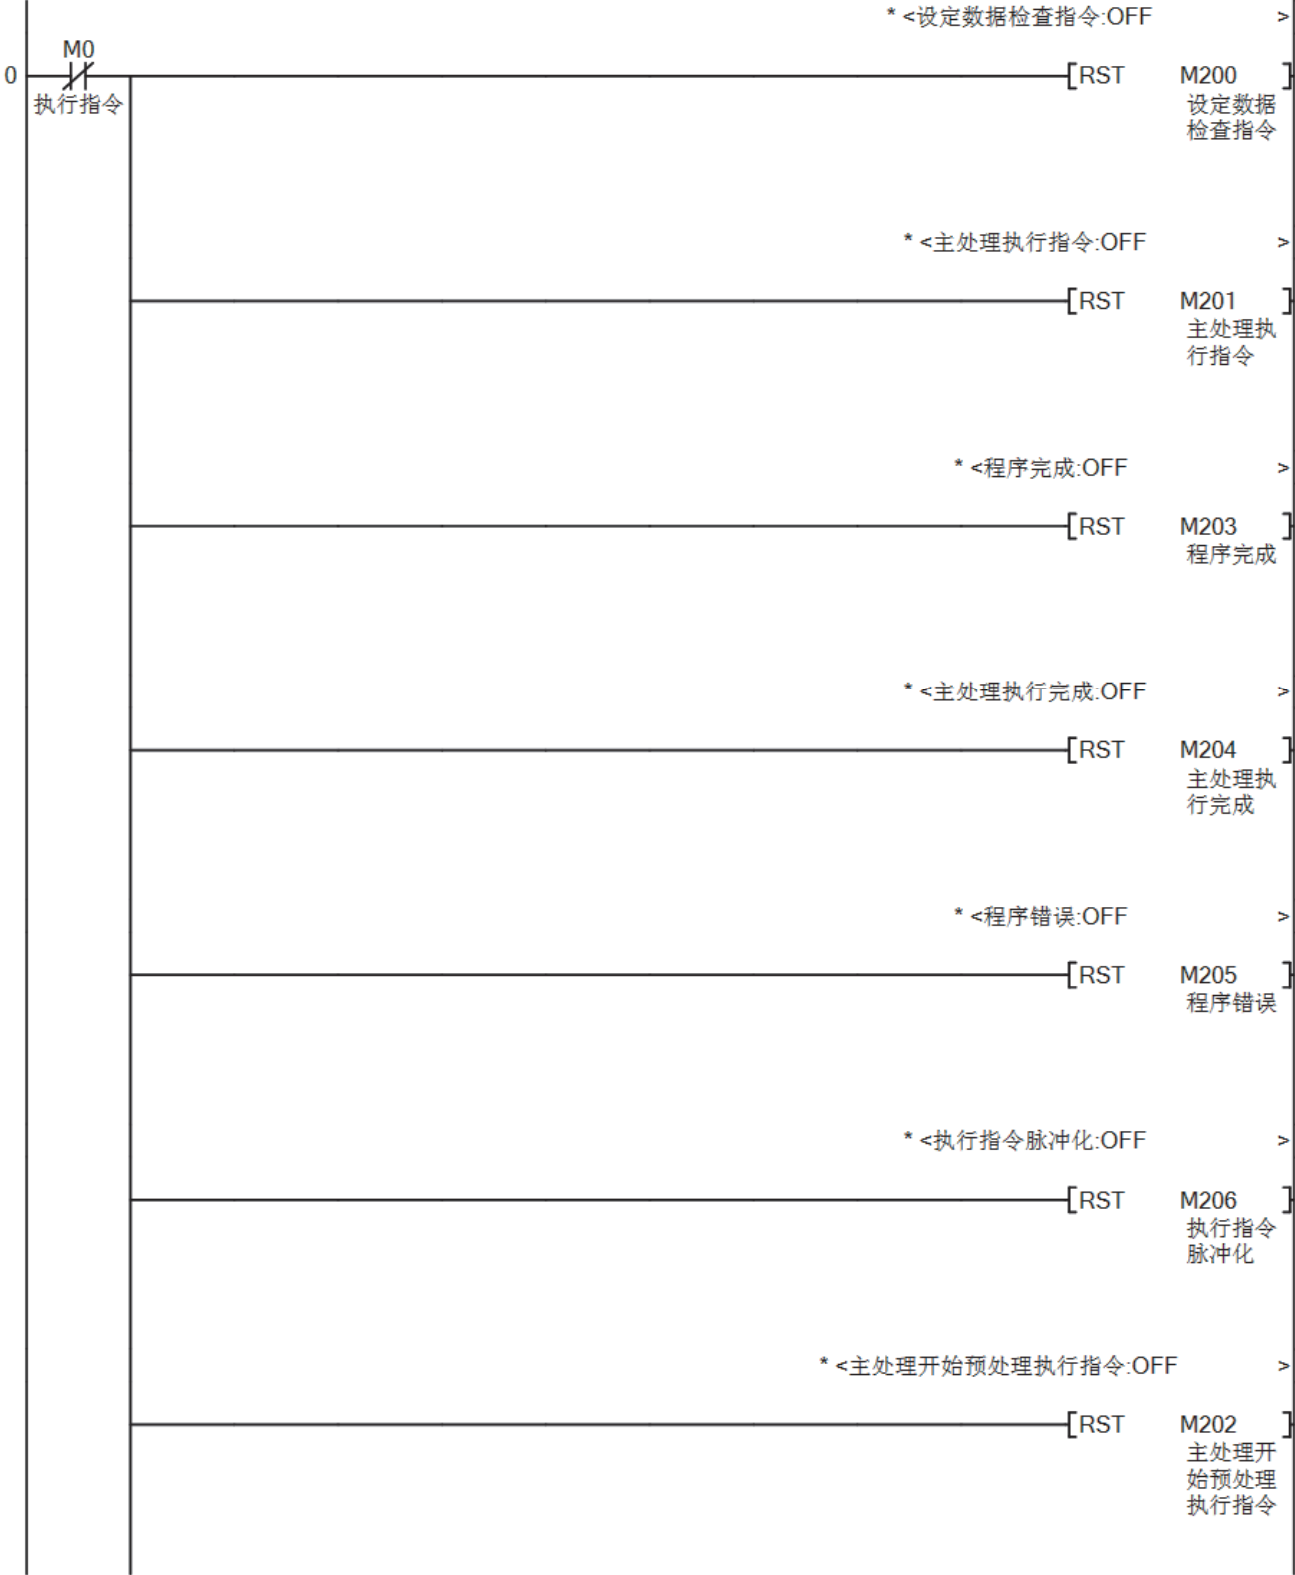 * <设定数据检查指令:OFF >
M0
0 [RST M200 ]
执行指令 设定数据
检查指令
* <主处理执行指令:OFF >
[RST M201 ]
主处理执
行指令
* <程序完成:OFF >
[RST M203 ]
程序完成
* <主处理执行完成:OFF >
[RST M204 ]
主处理执
行完成
* <程序错误:OFF >
[RST M205 ]
程序错误
* <执行指令脉冲化:OFF >
[RST M206 ]
执行指令
脉冲化
* <主处理开始预处理执行指令:OFF >
[RST M202 ]
主处理开
始预处理
执行指令